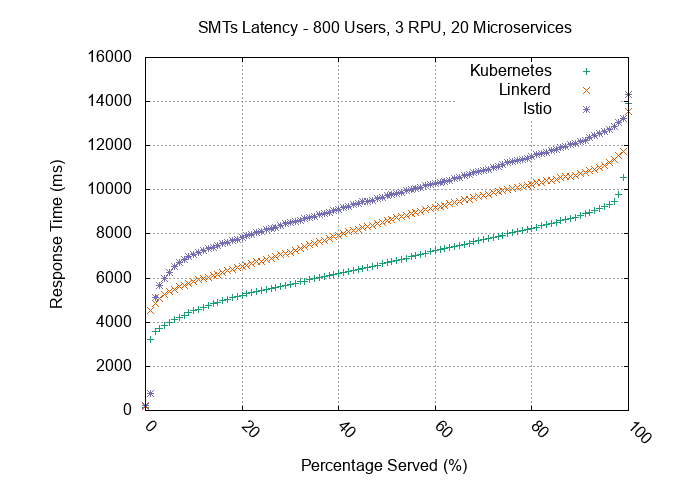 SMTs Latency - 800 Users, 3 RPU, 20 Microservices
16000
14000
12000
10000
8000
6000
4000
2000
0
Response Time (ms)
Kubernetes
Linkerd
Istio
0
20
40
60
80
100
Percentage Served (%)